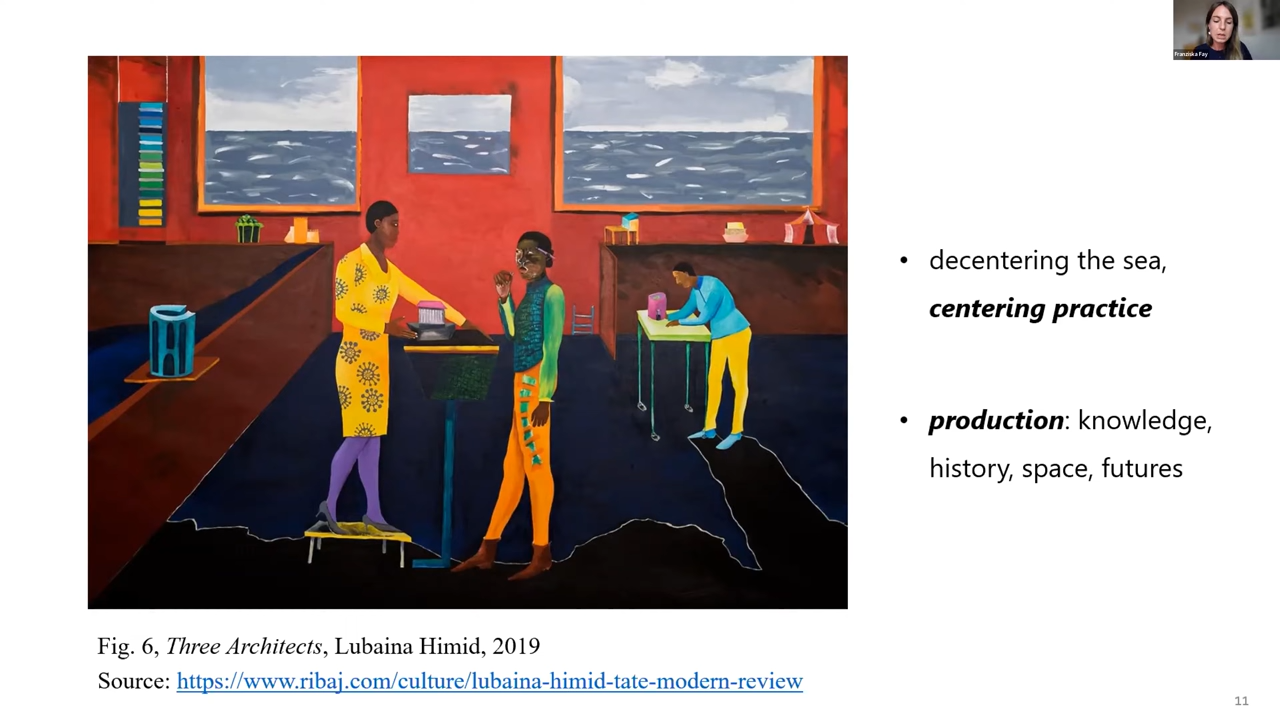 Franziska Fay
• decentering the sea,
centering practice
• production: knowledge,
history, space, futures
Fig. 6, Three Architects, Lubaina Himid, 2019
Source: https://www.ribaj.com/culture/lubaina-himid-tate-modern-review
11